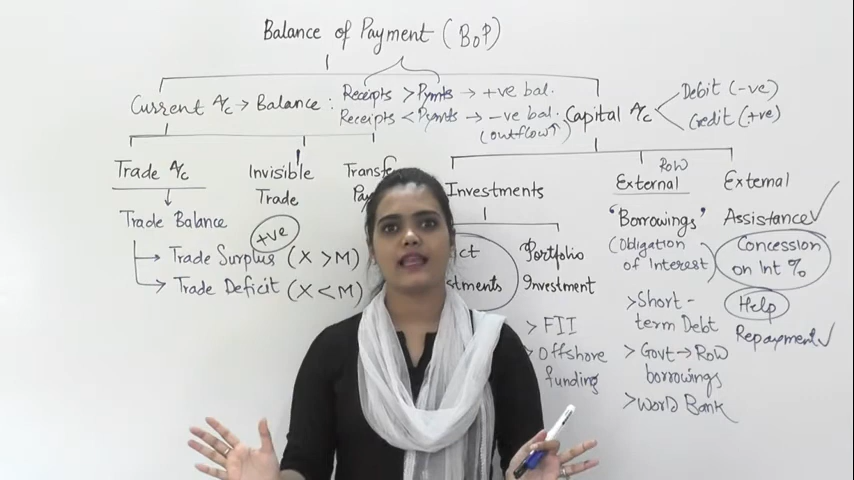 Balance of Payment (BoP)
Current A/c → Balance : Receipts > Pymts → +ve bal.
Receipts < Pymts → -ve bal.
(outflow↑)
Capital A/c
Debit (-ve)
Credit (+ve)
Trade A/c
Trade Balance
→ Trade Surplus (X > M)
→ Trade Deficit (X < M)
Invisible
Trade
+ve
Investments
Portfolio
Investment
> FII
> Offshore
funding
RoW
External
'Borrowings'
(Obligation
of Interest)
> Short-
term Debt
> Govt → RoW
borrowings
> World Bank
External
Assistance ✓
Concession
on Int %
Help
Repayment ✓